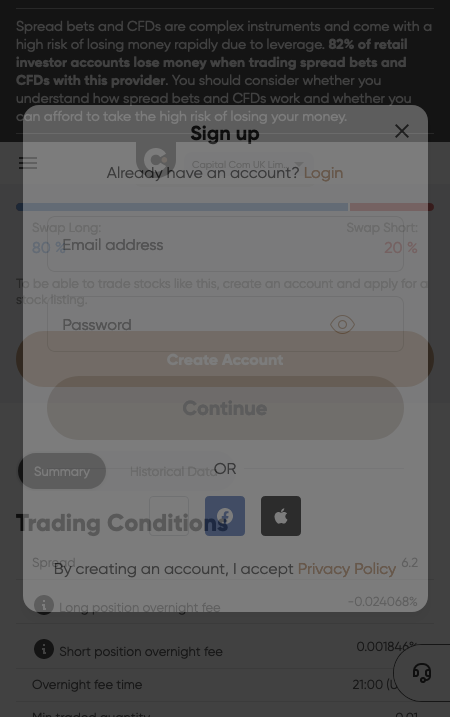 Spread bets and CFDs are complex instruments and come with a
high risk of losing money rapidly due to leverage. 82% of retail
investor accounts lose money when trading spread bets and
CFDs with this provider. You should consider whether you
understand how spread bets and CFDs work and whether you
can afford to take the high risk of losing your money.
Sign up
Capital Com UK Lim...
Already have an account? Login
Swap Long:
Swap Short:
80 %
20 %
Email address
To be able to trade stocks like this, create an account and apply for a
stock listing.
Password
Create Account
Continue
Summary
Historical Data
OR
Trading Conditions
Spread
6.2
By creating an account, I accept Privacy Policy
Long position overnight fee
-0.024068%
Short position overnight fee
0.001846%
Overnight fee time
21:00 (U
Min traded quantity
0.01